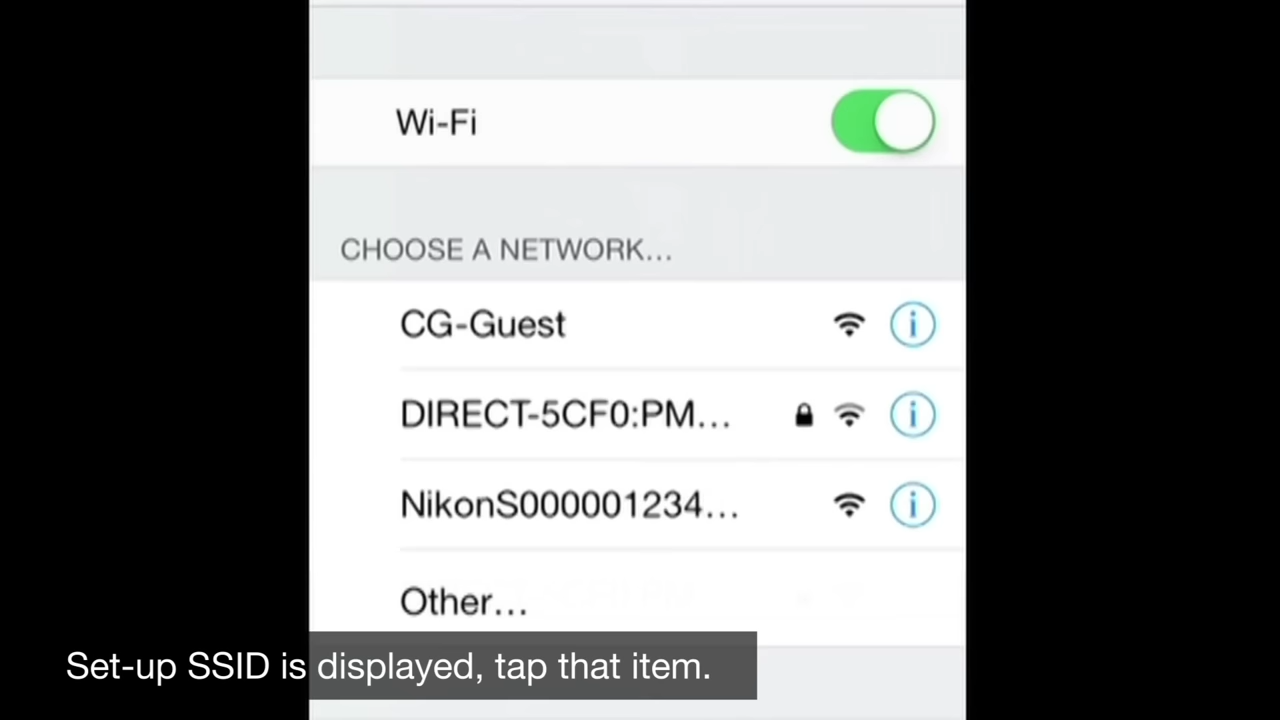 Wi-Fi
CHOOSE A NETWORK...
CG-Guest
DIRECT-5CF0:PM...
NikonS000001234...
Other...
Set-up SSID is displayed, tap that item.